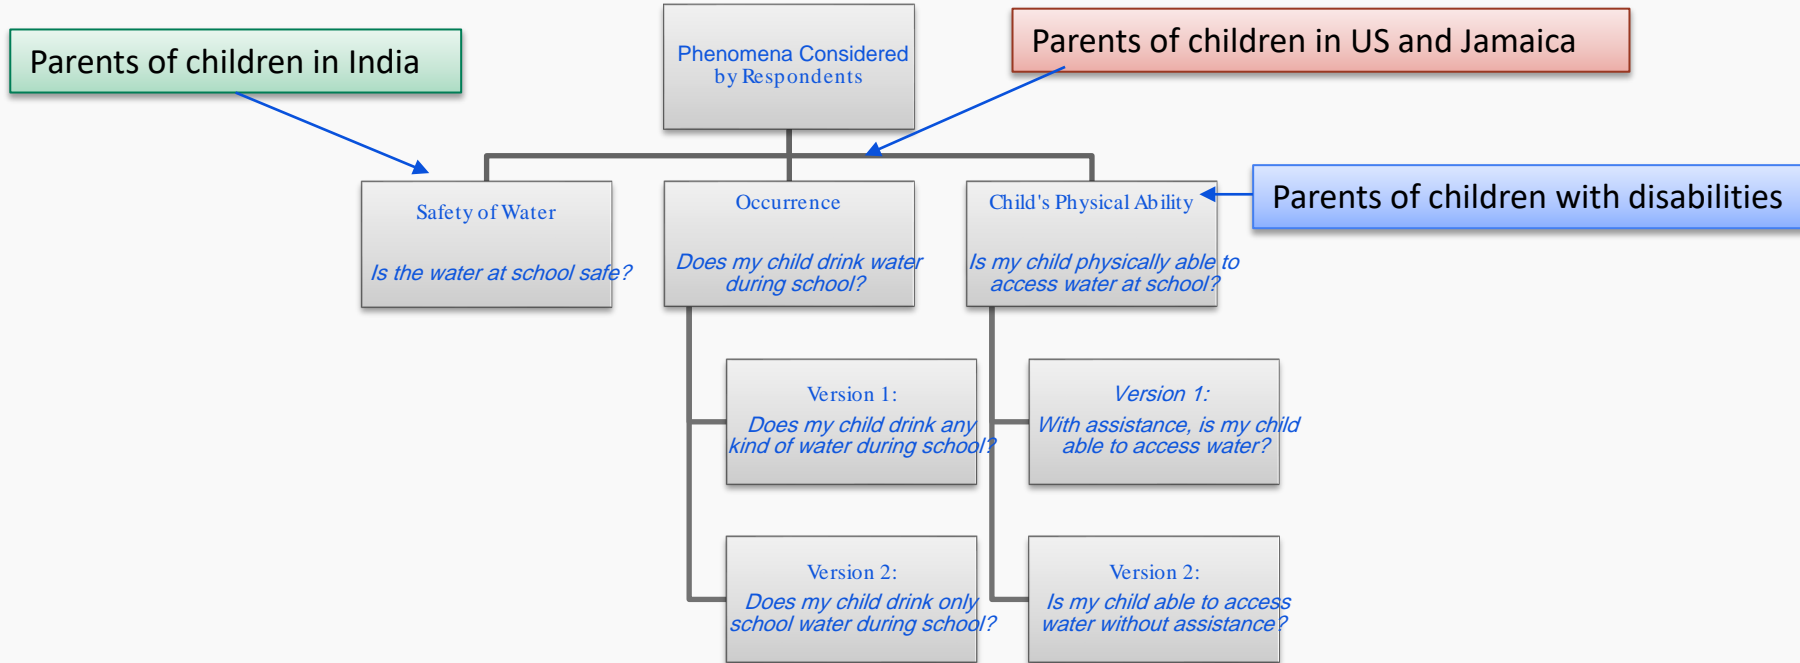 Parents of children in India
Phenomena Considered
by Respondents
Parents of children in US and Jamaica
Safety of Water
Is the water at school safe?
Occurrence
Does my child drink water
during school?
Child's Physical Ability
Is my child physically able to
access water at school?
Parents of children with disabilities
Version 1:
Does my child drink any
kind of water during school?
Version 1:
With assistance, is my child
able to access water?
Version 2:
Does my child drink only
school water during school?
Version 2:
Is my child able to access
water without assistance?